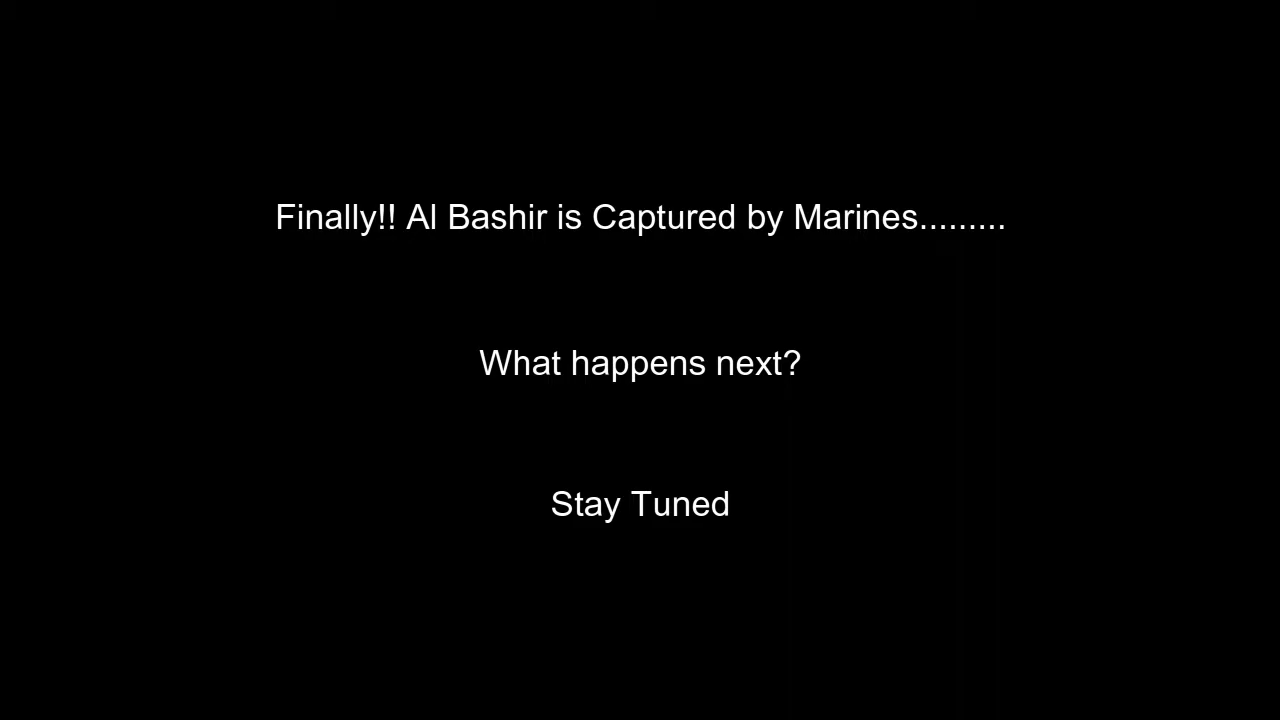 Finally!! Al Bashir is Captured by Marines.........
What happens next?
Stay Tuned